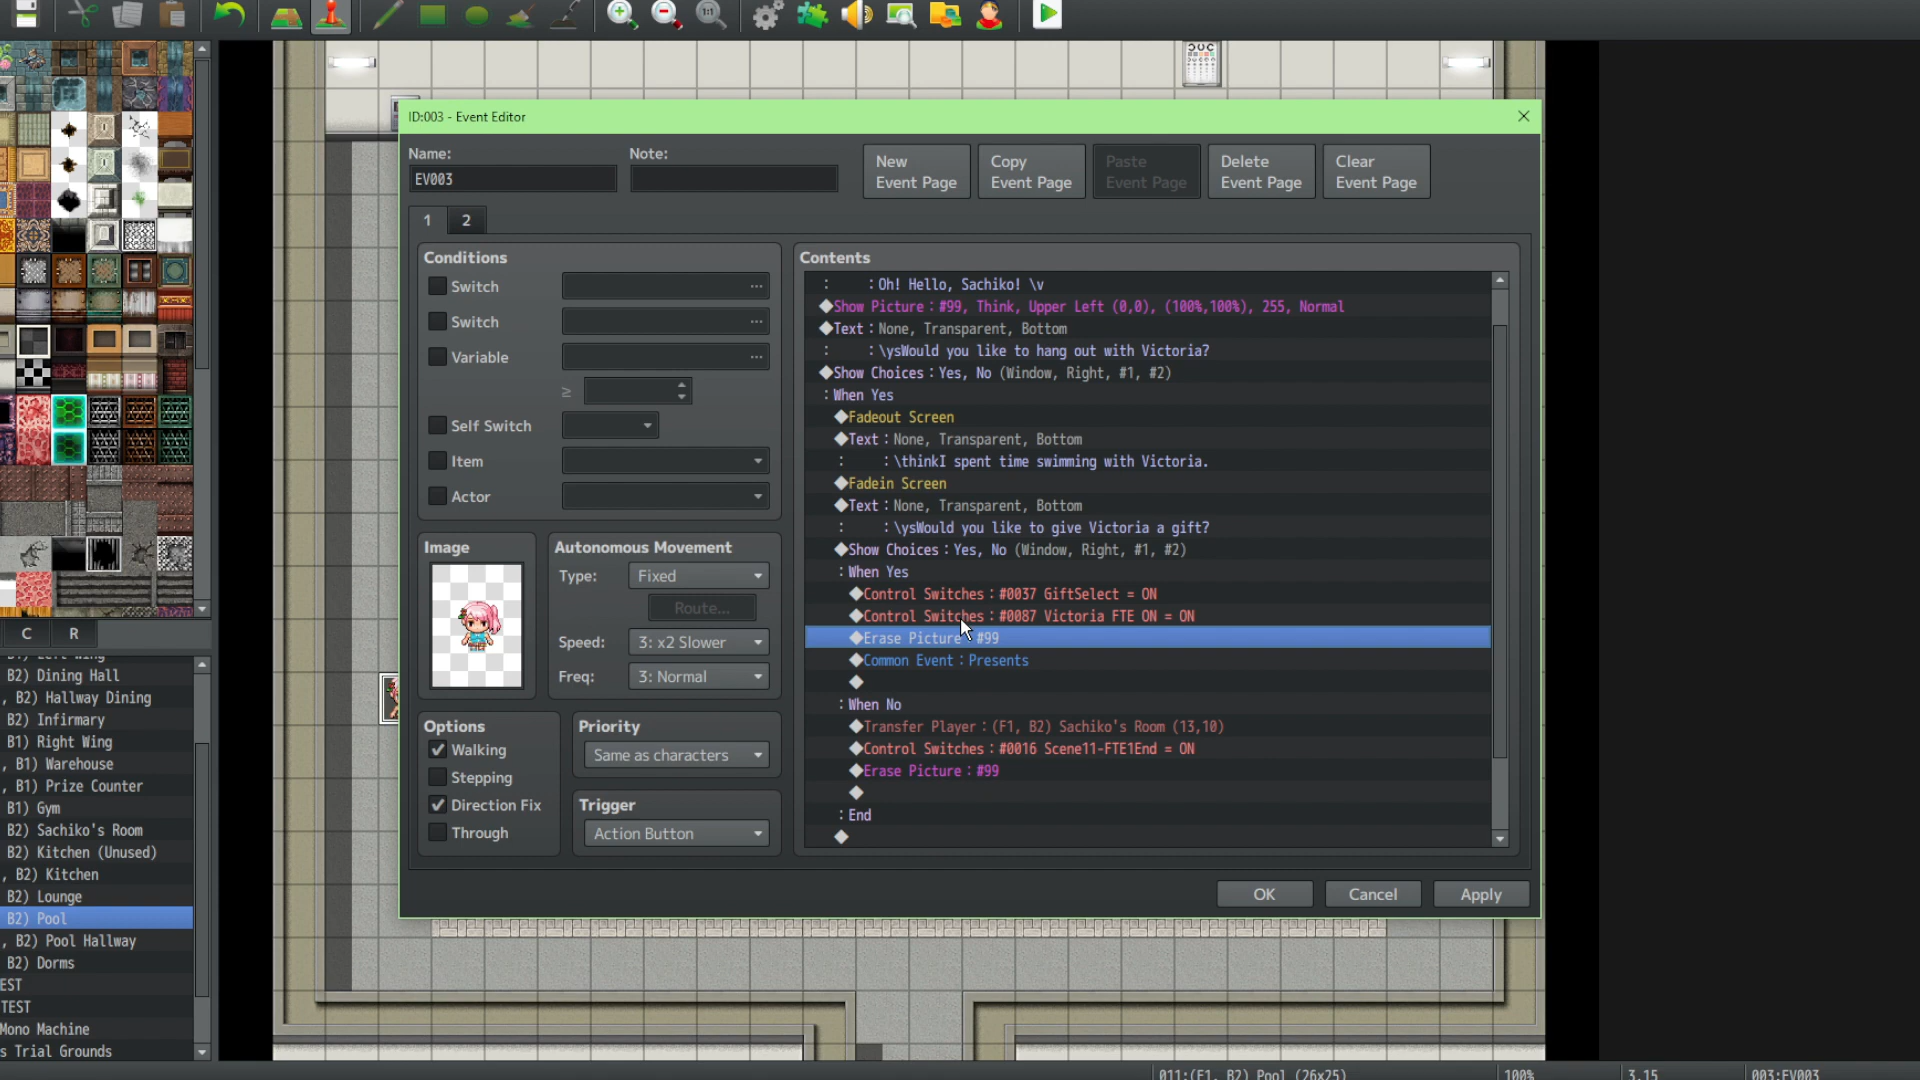 ID:003 - Event Editor
Name:
Note:
EV003
New
Event Page
Copy
Event Page
Paste
Event Page
Delete
Event Page
Clear
Event Page
1
2
Conditions
Switch
...
Switch
...
Variable
...
≥
Self Switch
Item
Actor
Image
Autonomous Movement
Type:
Fixed
Route...
Speed:
3: x2 Slower
Freq:
3: Normal
Options
Walking
Stepping
Direction Fix
Through
Priority
Same as characters
Trigger
Action Button
Contents
: :Oh! Hello, Sachiko! \v
◆Show Picture : #99, Think, Upper Left (0,0), (100%,100%), 255, Normal
◆Text : None, Transparent, Bottom
: :\ysWould you like to hang out with Victoria?
◆Show Choices : Yes, No (Window, Right, #1, #2)
: When Yes
◆Fadeout Screen
◆Text : None, Transparent, Bottom
: :\thinkI spent time swimming with Victoria.
◆Fadein Screen
◆Text : None, Transparent, Bottom
: :\ysWould you like to give Victoria a gift?
◆Show Choices : Yes, No (Window, Right, #1, #2)
: When Yes
◆Control Switches : #0037 GiftSelect = ON
◆Control Switches : #0087 Victoria FTE ON = ON
◆Erase Picture : #99
◆Common Event : Presents
◆
: When No
◆Transfer Player : (F1, B2) Sachiko's Room (13,10)
◆Control Switches : #0016 Scene11-FTE1End = ON
◆Erase Picture : #99
◆
: End
◆
OK
Cancel
Apply
C
R
B2) Dining Hall
, B2) Hallway Dining
B2) Infirmary
B1) Right Wing
, B1) Warehouse
, B1) Prize Counter
B1) Gym
B2) Sachiko's Room
B2) Kitchen (Unused)
, B2) Kitchen
B2) Lounge
B2) Pool
, B2) Pool Hallway
B2) Dorms
EST
TEST
Mono Machine
s Trial Grounds
011:(F1, B2) Pool (26x25)
100%
3,15
003:EV003